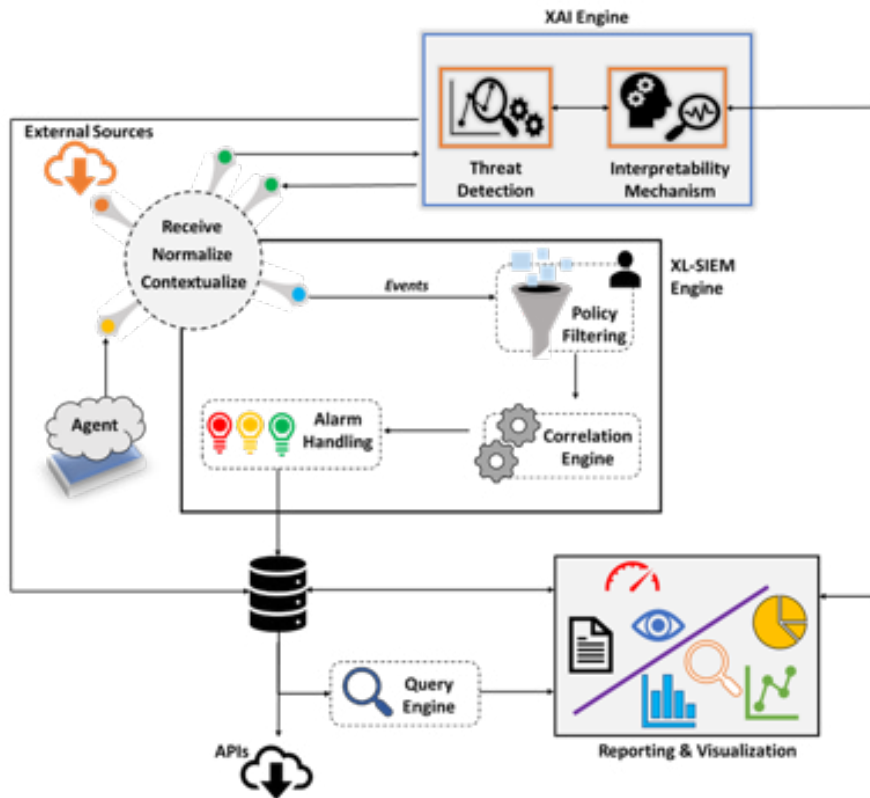 XAI Engine
External Sources
Threat
Detection
Interpretability
Mechanism
Receive
Normalize
Contextualize
XL-SIEM
Engine
Events
Policy
Filtering
Agent
Alarm
Handling
Correlation
Engine
Query
Engine
APIs
Reporting & Visualization